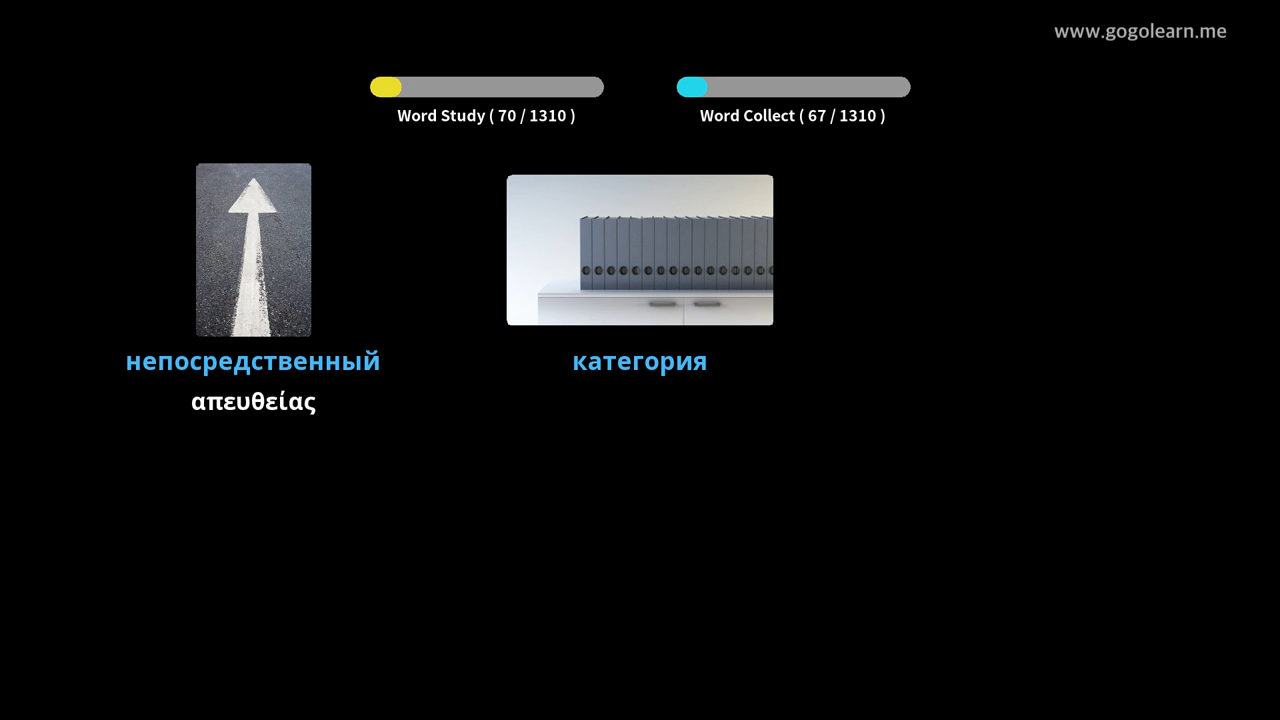 www.gogolearn.me
Word Study ( 70 / 1310 )
Word Collect ( 67 / 1310 )
непосредственный
категория
απευθείας